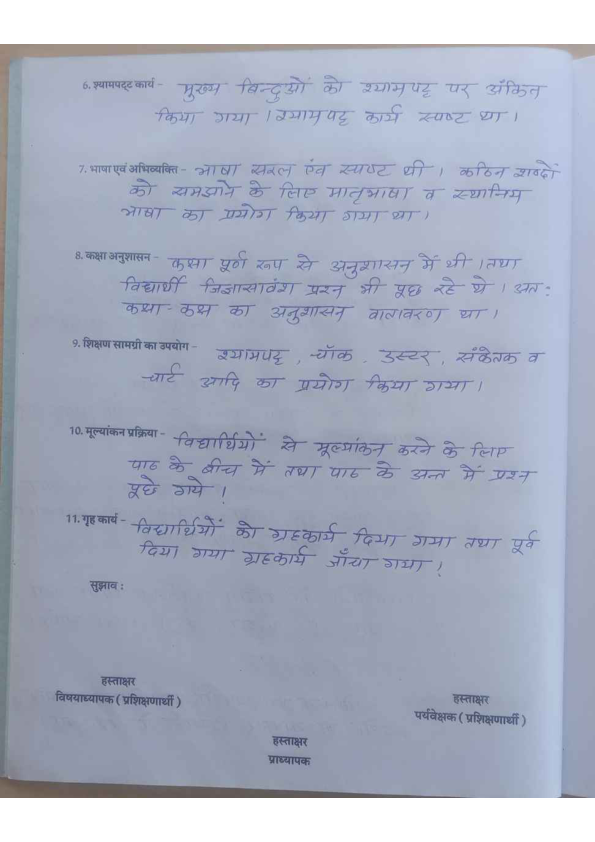 6. श्यामपट्ट कार्य - मुख्य बिन्दुओं को श्यामपट्ट पर अंकित
किया गया । श्यामपट्ट कार्य स्पष्ट था ।
7. भाषा एवं अभिव्यक्ति - भाषा सरल एंव स्पष्ट थी । कठिन शब्दों
को समझाने के लिए मातृभाषा व स्थानिय
भाषा का प्रयोग किया गया था ।
8. कक्षा अनुशासन - कक्षा पूर्ण रूप से अनुशासन में थी । तथा
विद्यार्थी जिज्ञासावंश प्रश्न भी पूछ रहे थे । अत:
कक्षा-कक्ष का अनुशासन वातावरण था ।
9. शिक्षण सामग्री का उपयोग - श्यामपट्ट, चॉक, डस्टर, संकेतक व
चार्ट आदि का प्रयोग किया गया ।
10. मूल्यांकन प्रक्रिया - विद्यार्थियों से मूल्यांकन करने के लिए
पाठ के बीच में तथा पाठ के अन्त में प्रश्न
पूछे गये !
11. गृह कार्य - विद्यार्थियों को ग्रहकार्य दिया गया तथा पूर्व
दिया गया ग्रहकार्य जाँचा गया !
सुझाव :
हस्ताक्षर
विषयाध्यापक ( प्रशिक्षणार्थी )
हस्ताक्षर
पर्यवेक्षक ( प्रशिक्षणार्थी )
हस्ताक्षर
प्राध्यापक